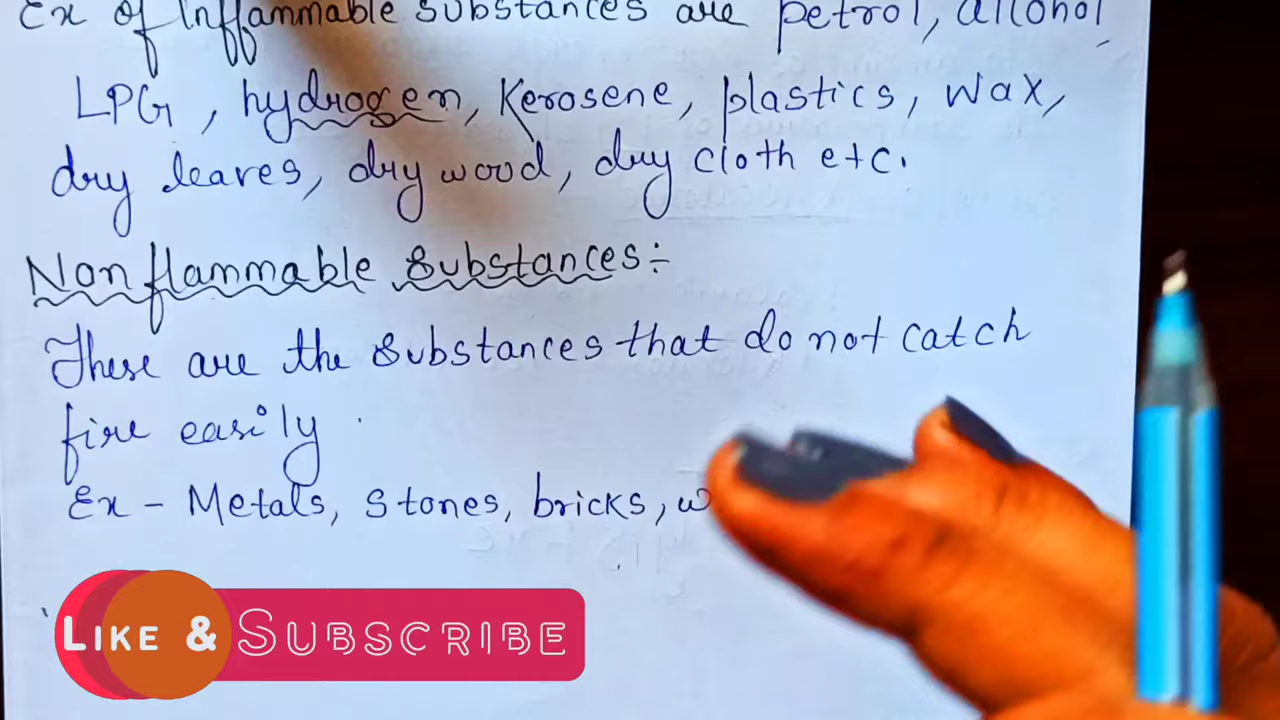 Ex of Inflammable substances are petrol, alcohol,
LPG, hydrogen, Kerosene, plastics, wax,
dry leaves, dry wood, dry cloth etc.
Nonflammable Substances:-
These are the substances that do not catch
fire easily
Ex - Metals, Stones, bricks,
LIKE & SUBSCRIBE